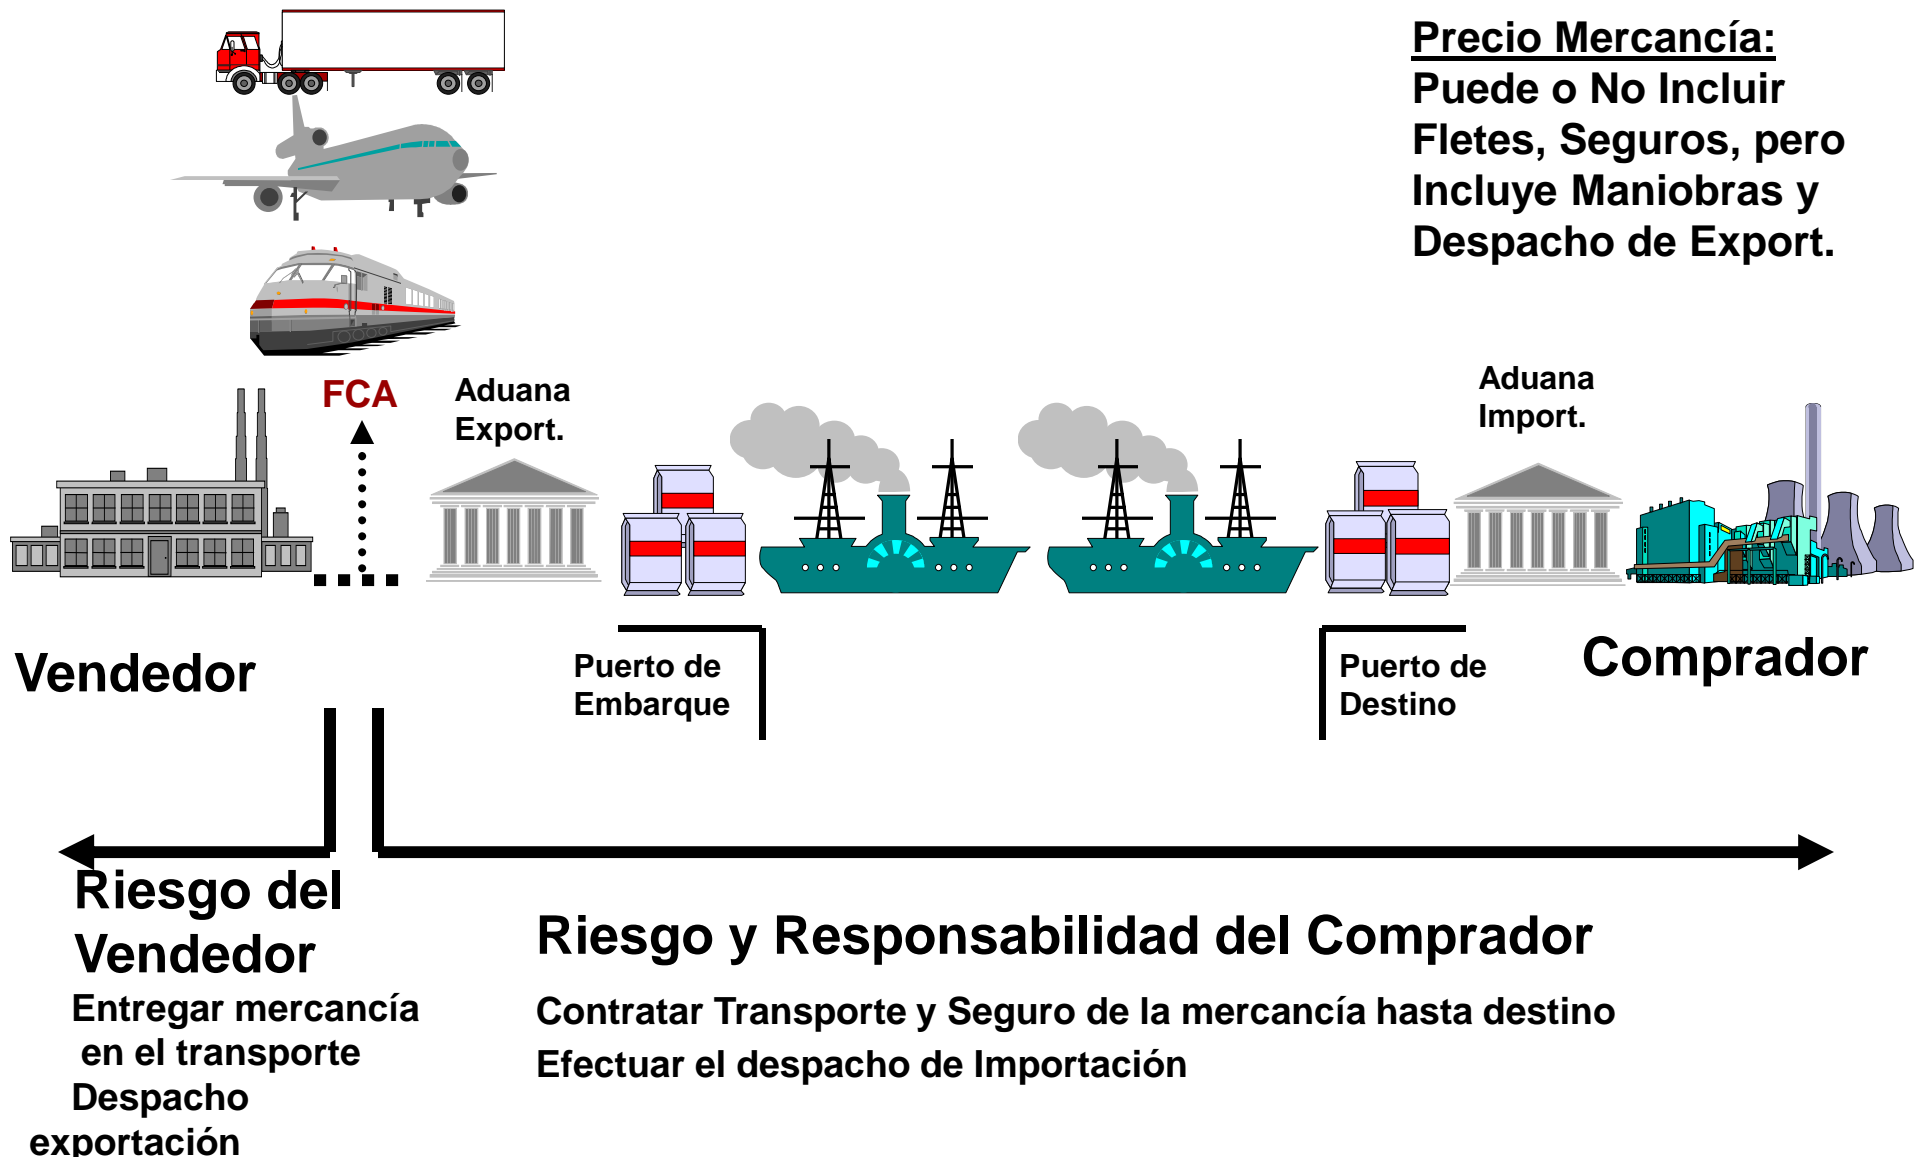 Precio Mercancía:
Puede o No Incluir
Fletes, Seguros, pero
Incluye Maniobras y
Despacho de Export.
FCA
Aduana
Export.
Aduana
Import.
Vendedor
Puerto de
Embarque
Puerto de
Destino
Comprador
Riesgo del
Vendedor
Entregar mercancía
en el transporte
Despacho
exportación
Riesgo y Responsabilidad del Comprador
Contratar Transporte y Seguro de la mercancía hasta destino
Efectuar el despacho de Importación